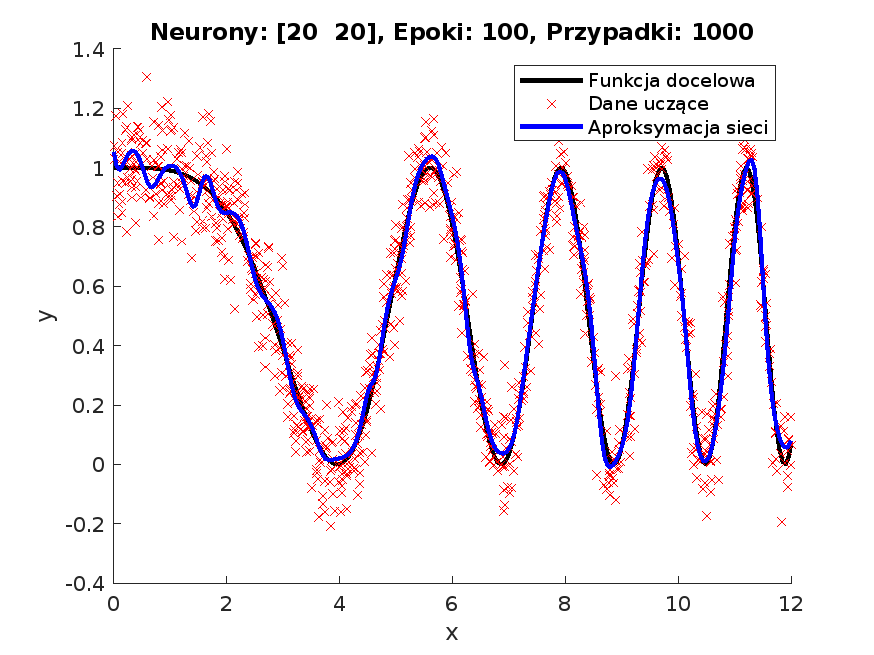 Neurony: [20  20], Epoki: 100, Przypadki: 1000
Funkcja docelowa
Dane uczące
Aproksymacja sieci
1.4
1.2
1
0.8
0.6
0.4
0.2
0
-0.2
-0.4
y
0 2 4 6 8 10 12
x